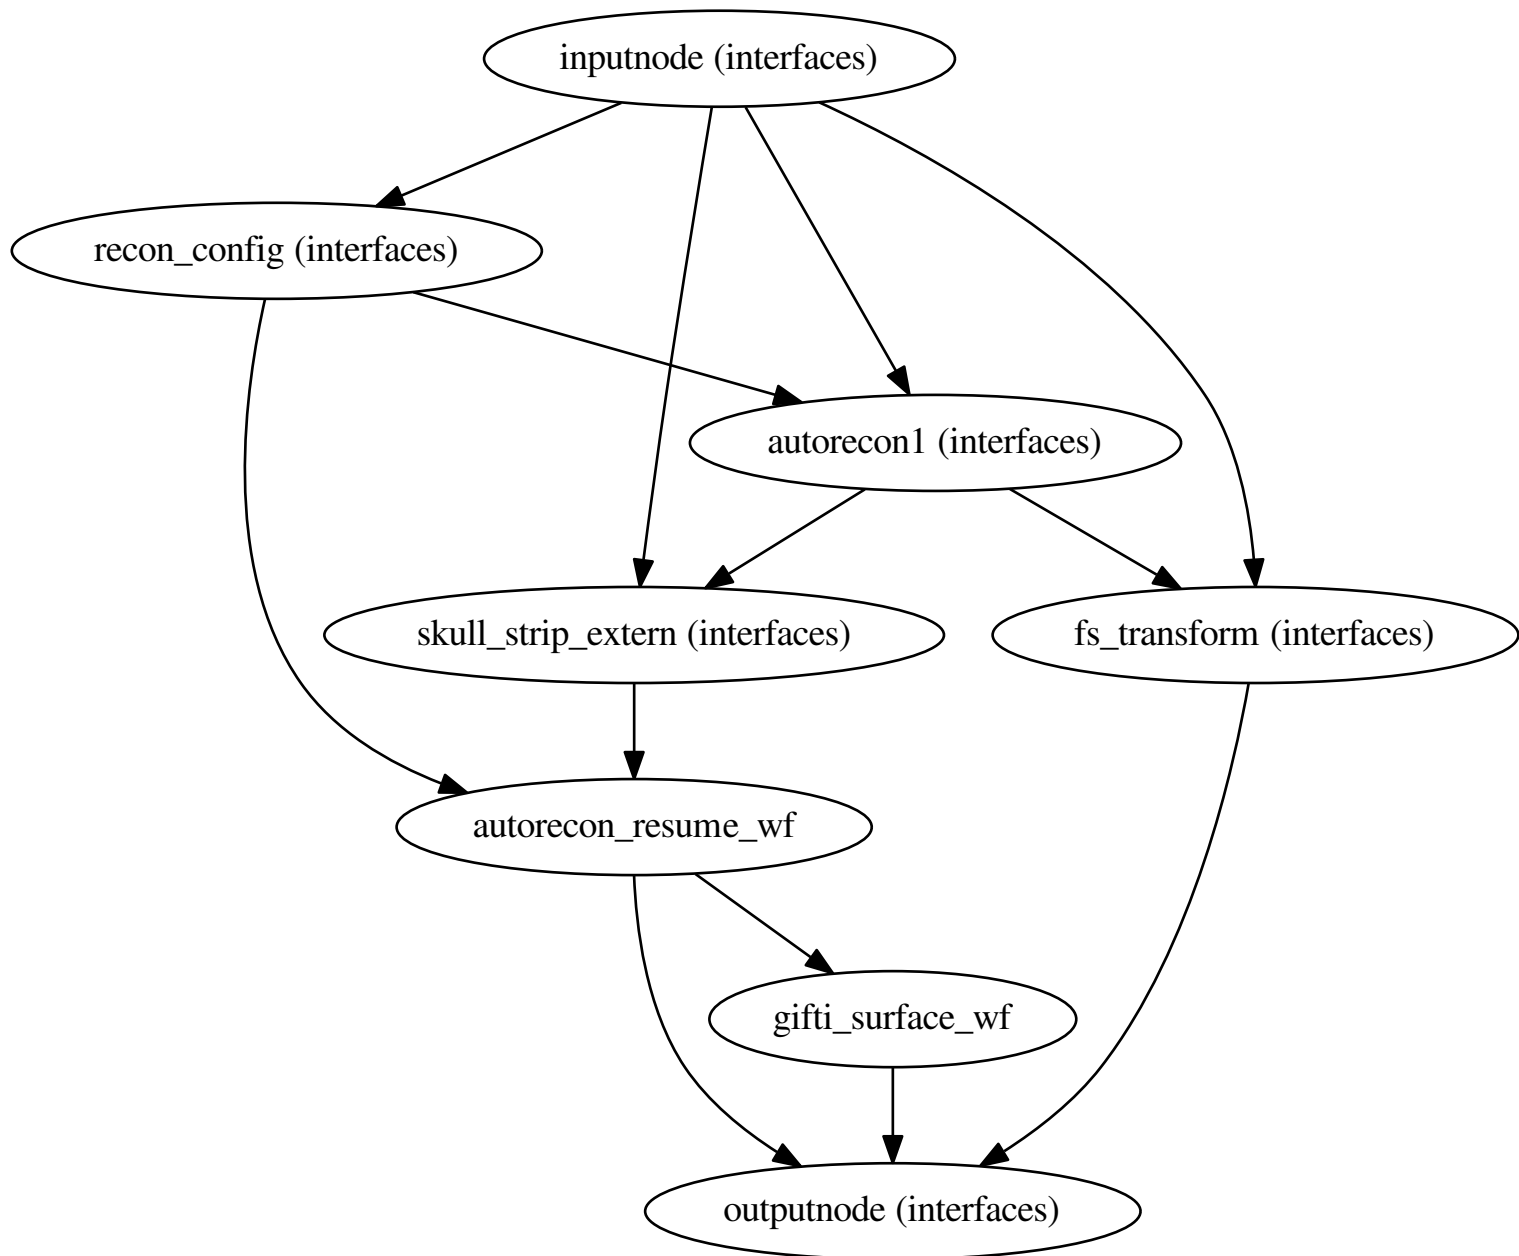 inputnode (interfaces)
recon_config (interfaces)
autorecon1 (interfaces)
skull_strip_extern (interfaces)
fs_transform (interfaces)
autorecon_resume_wf
gifti_surface_wf
outputnode (interfaces)